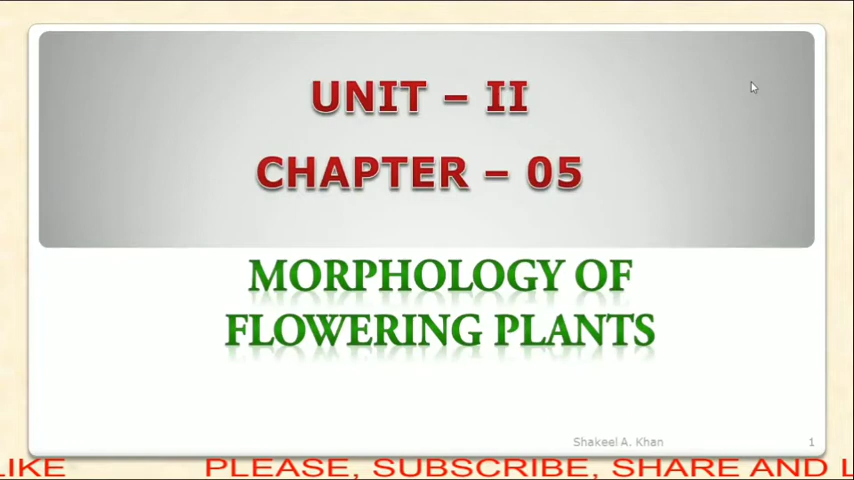 UNIT – II
CHAPTER – 05
MORPHOLOGY OF
FLOWERING PLANTS
Shakeel A. Khan 1
LIKE PLEASE, SUBSCRIBE, SHARE AND L